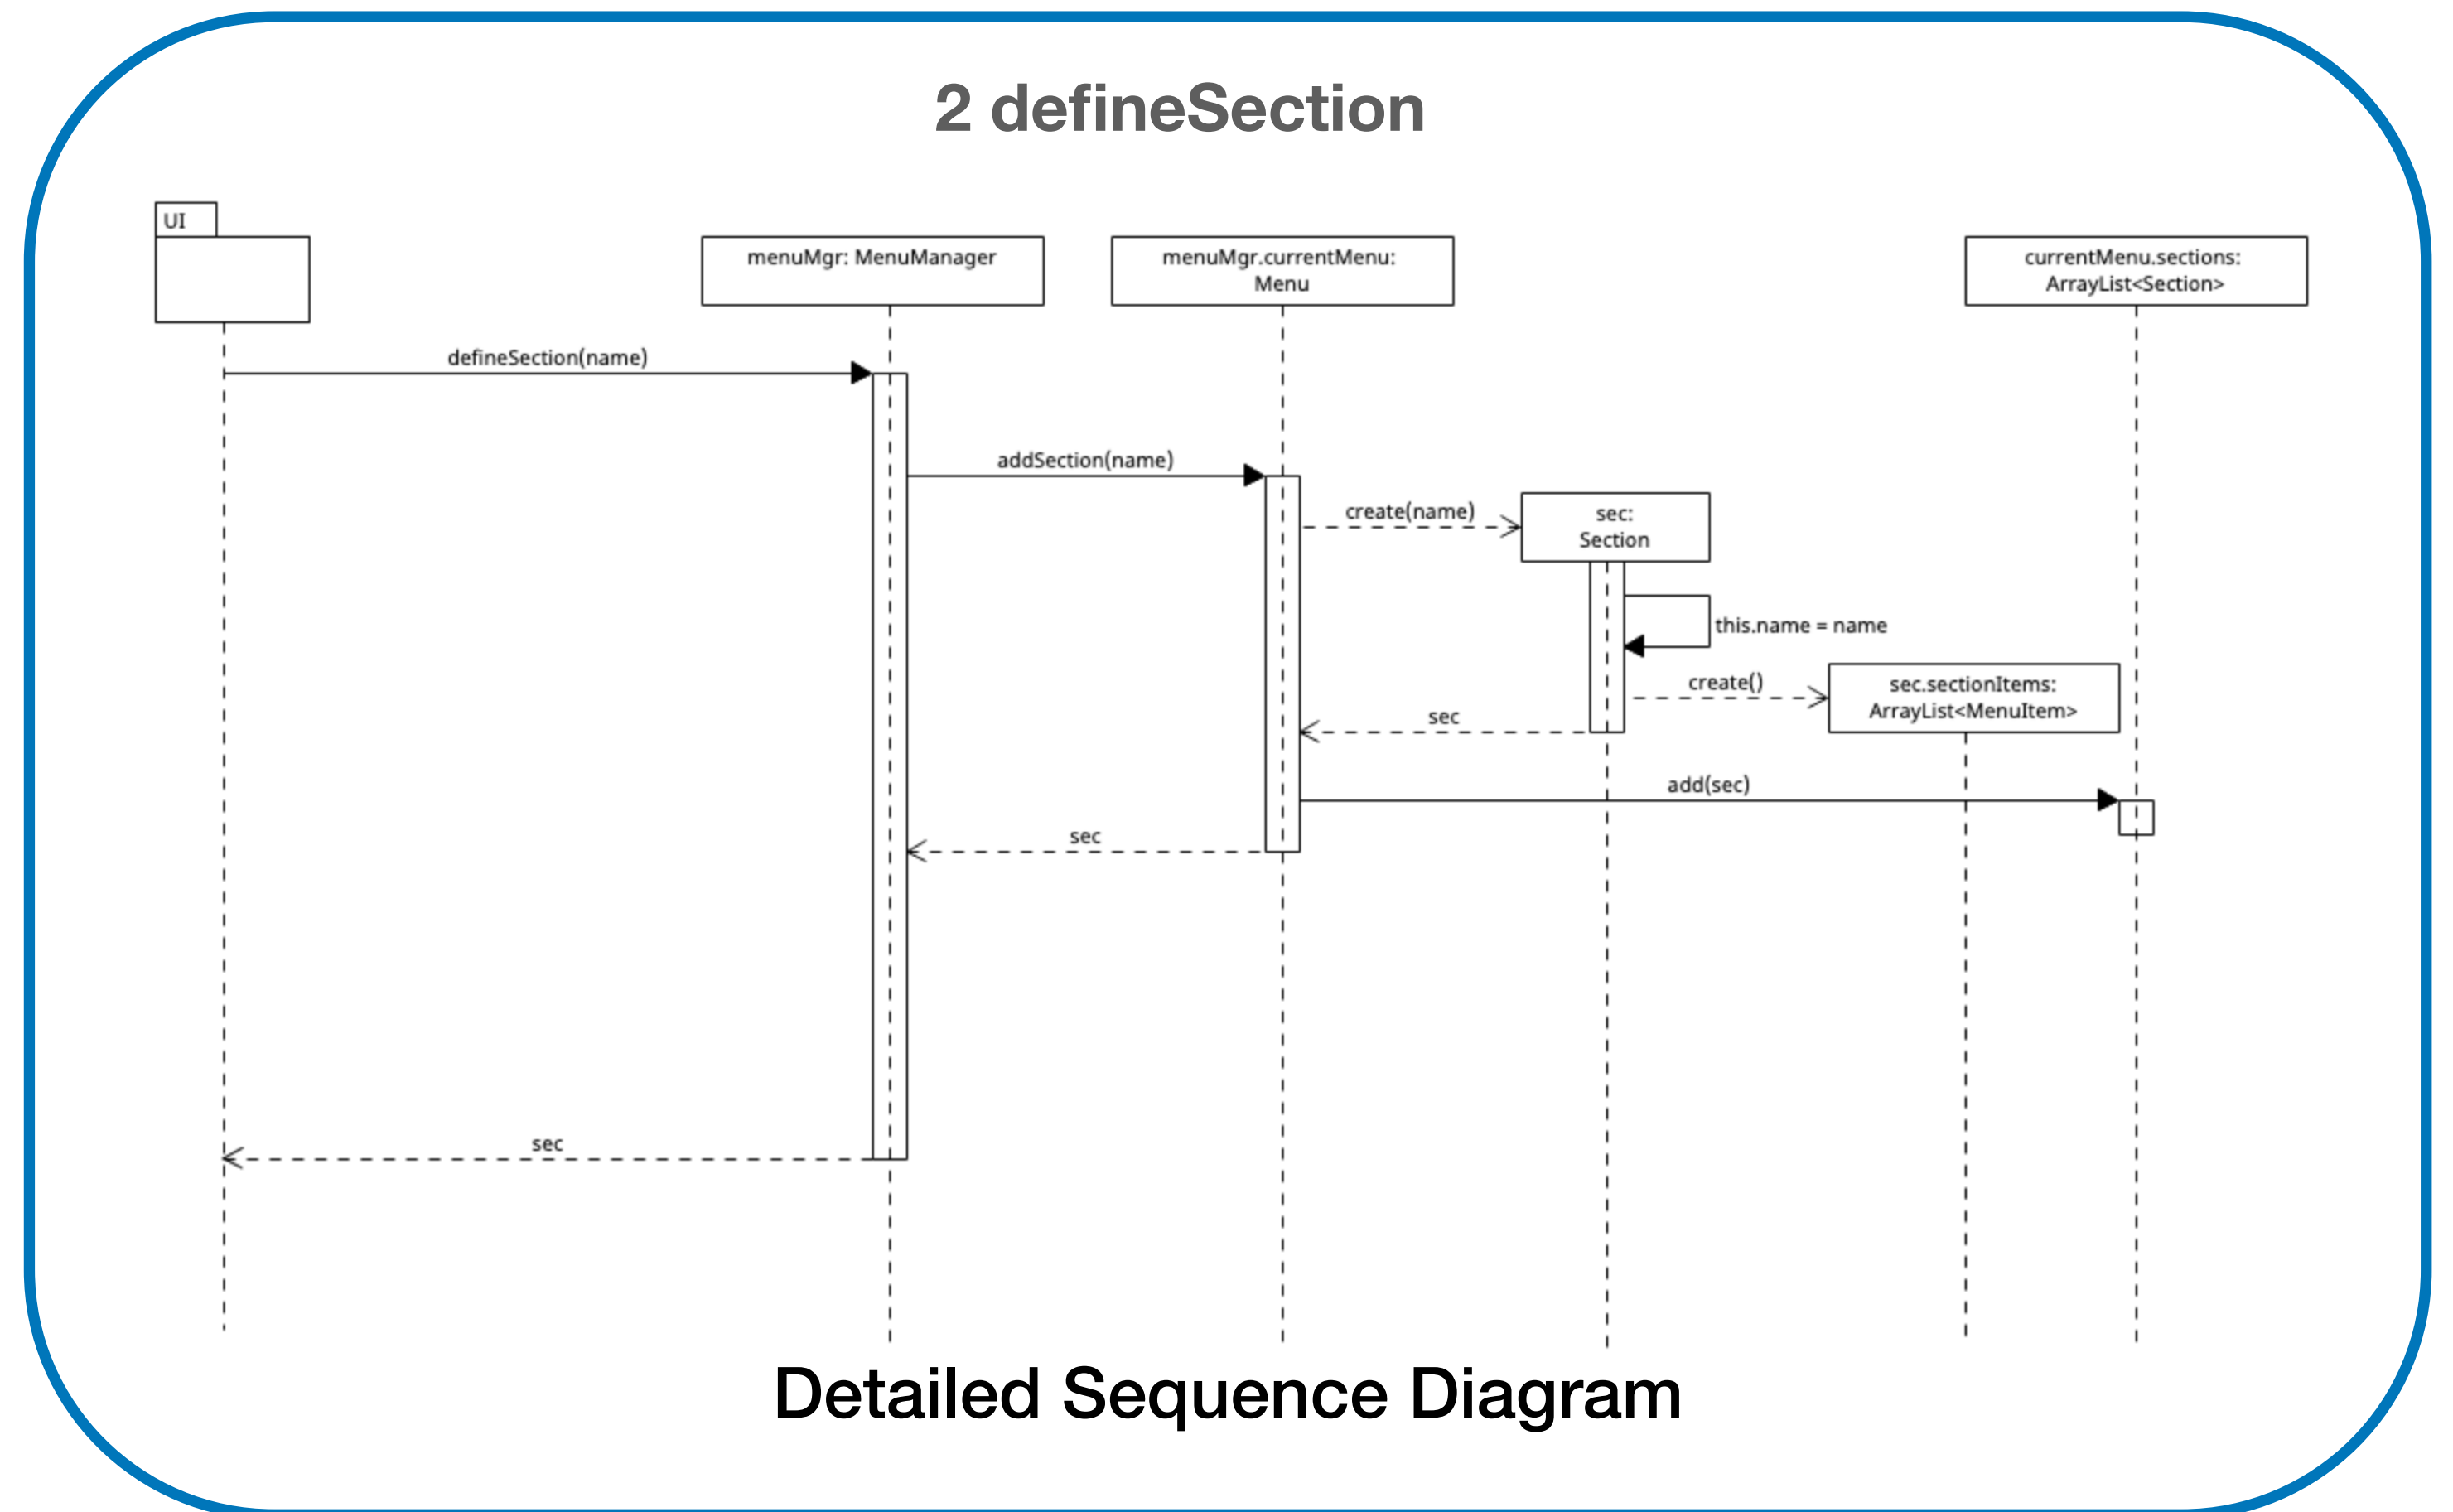 2 defineSection
UI
menuMgr: MenuManager
menuMgr.currentMenu:
Menu
currentMenu.sections:
ArrayList<Section>
defineSection(name)
addSection(name)
create(name)
sec:
Section
this.name = name
create()
sec.sectionItems:
ArrayList<MenuItem>
sec
add(sec)
sec
sec
Detailed Sequence Diagram